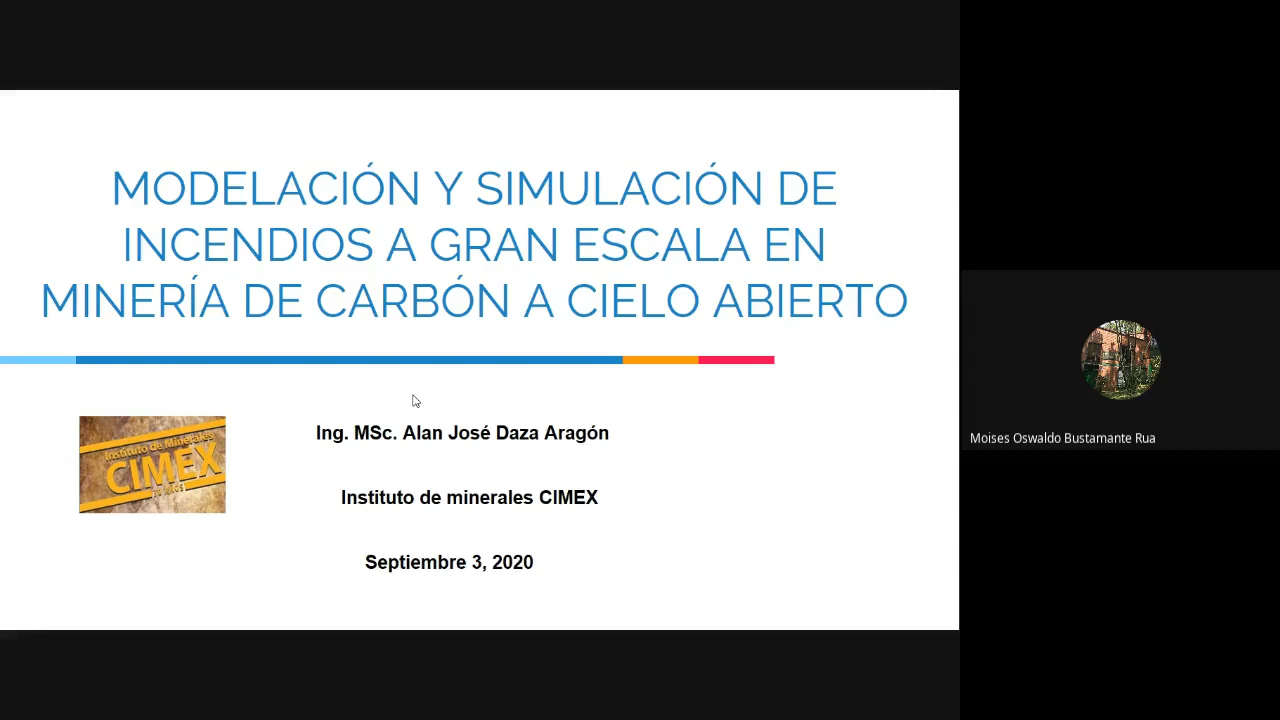 MODELACIÓN Y SIMULACIÓN DE
INCENDIOS A GRAN ESCALA EN
MINERÍA DE CARBÓN A CIELO ABIERTO
Instituto de Minerales
CIMEX
Ing. MSc. Alan José Daza Aragón
Instituto de minerales CIMEX
Septiembre 3, 2020
Moises Oswaldo Bustamante Rua